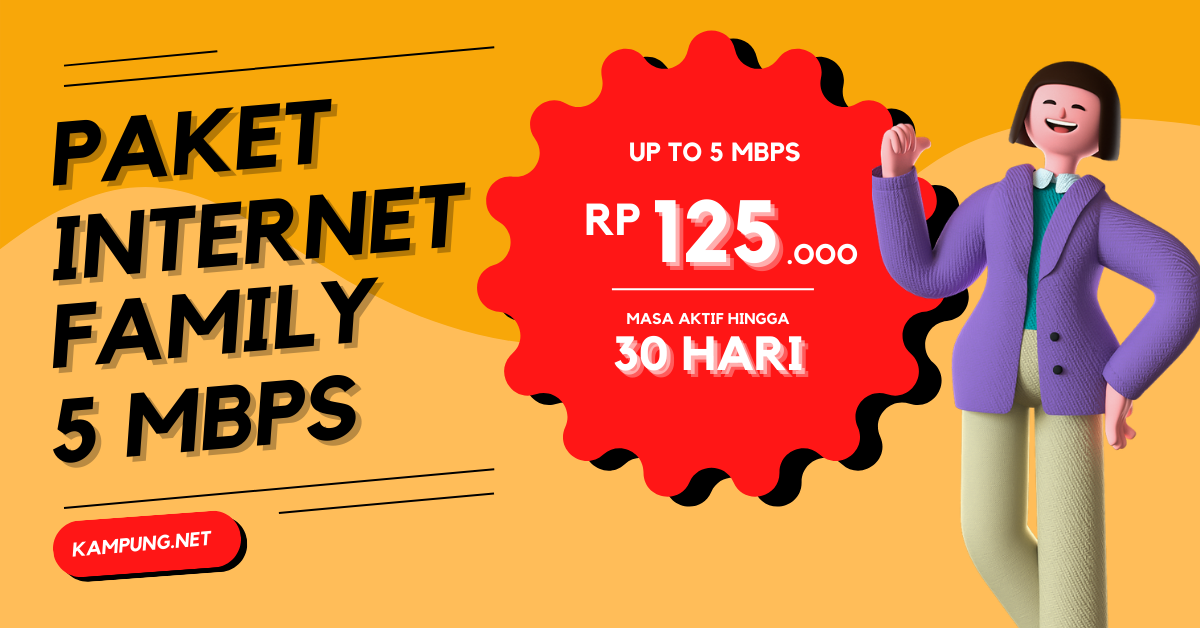 PAKET
INTERNET
FAMILY
5 MBPS
KAMPUNG.NET
UP TO 5 MBPS
RP 125.000
MASA AKTIF HINGGA
30 HARI